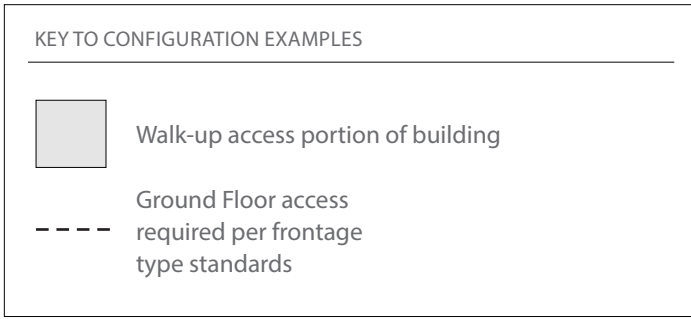 KEY TO CONFIGURATION EXAMPLES
Walk-up access portion of building
Ground Floor access
required per frontage
type standards